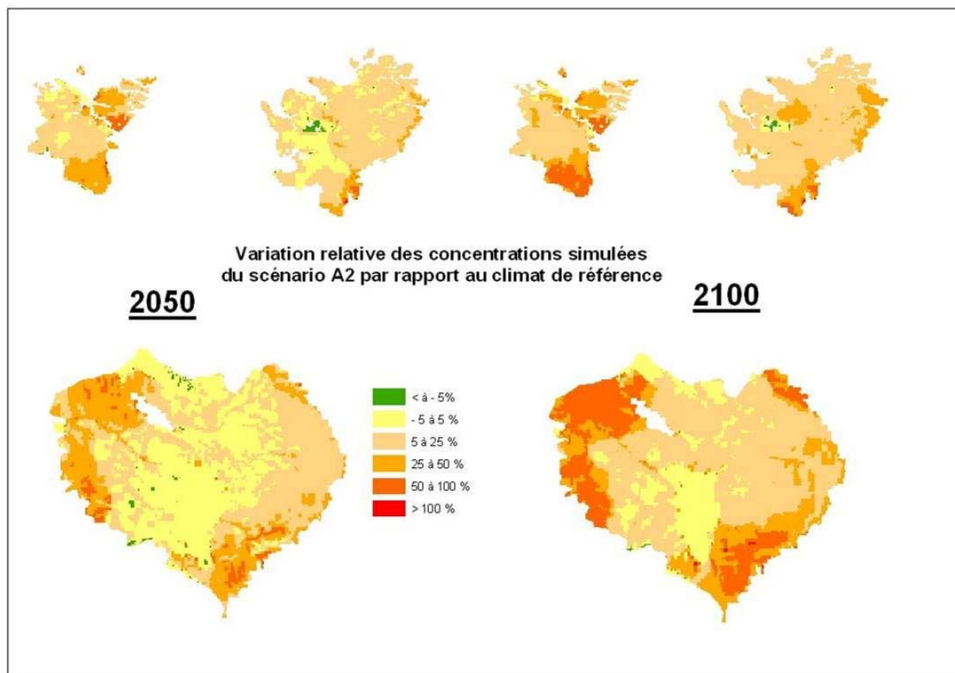 Variation relative des concentrations simulées
du scénario A2 par rapport au climat de référence
2050
2100
< à - 5%
- 5 à 5 %
5 à 25 %
25 à 50 %
50 à 100 %
> 100 %